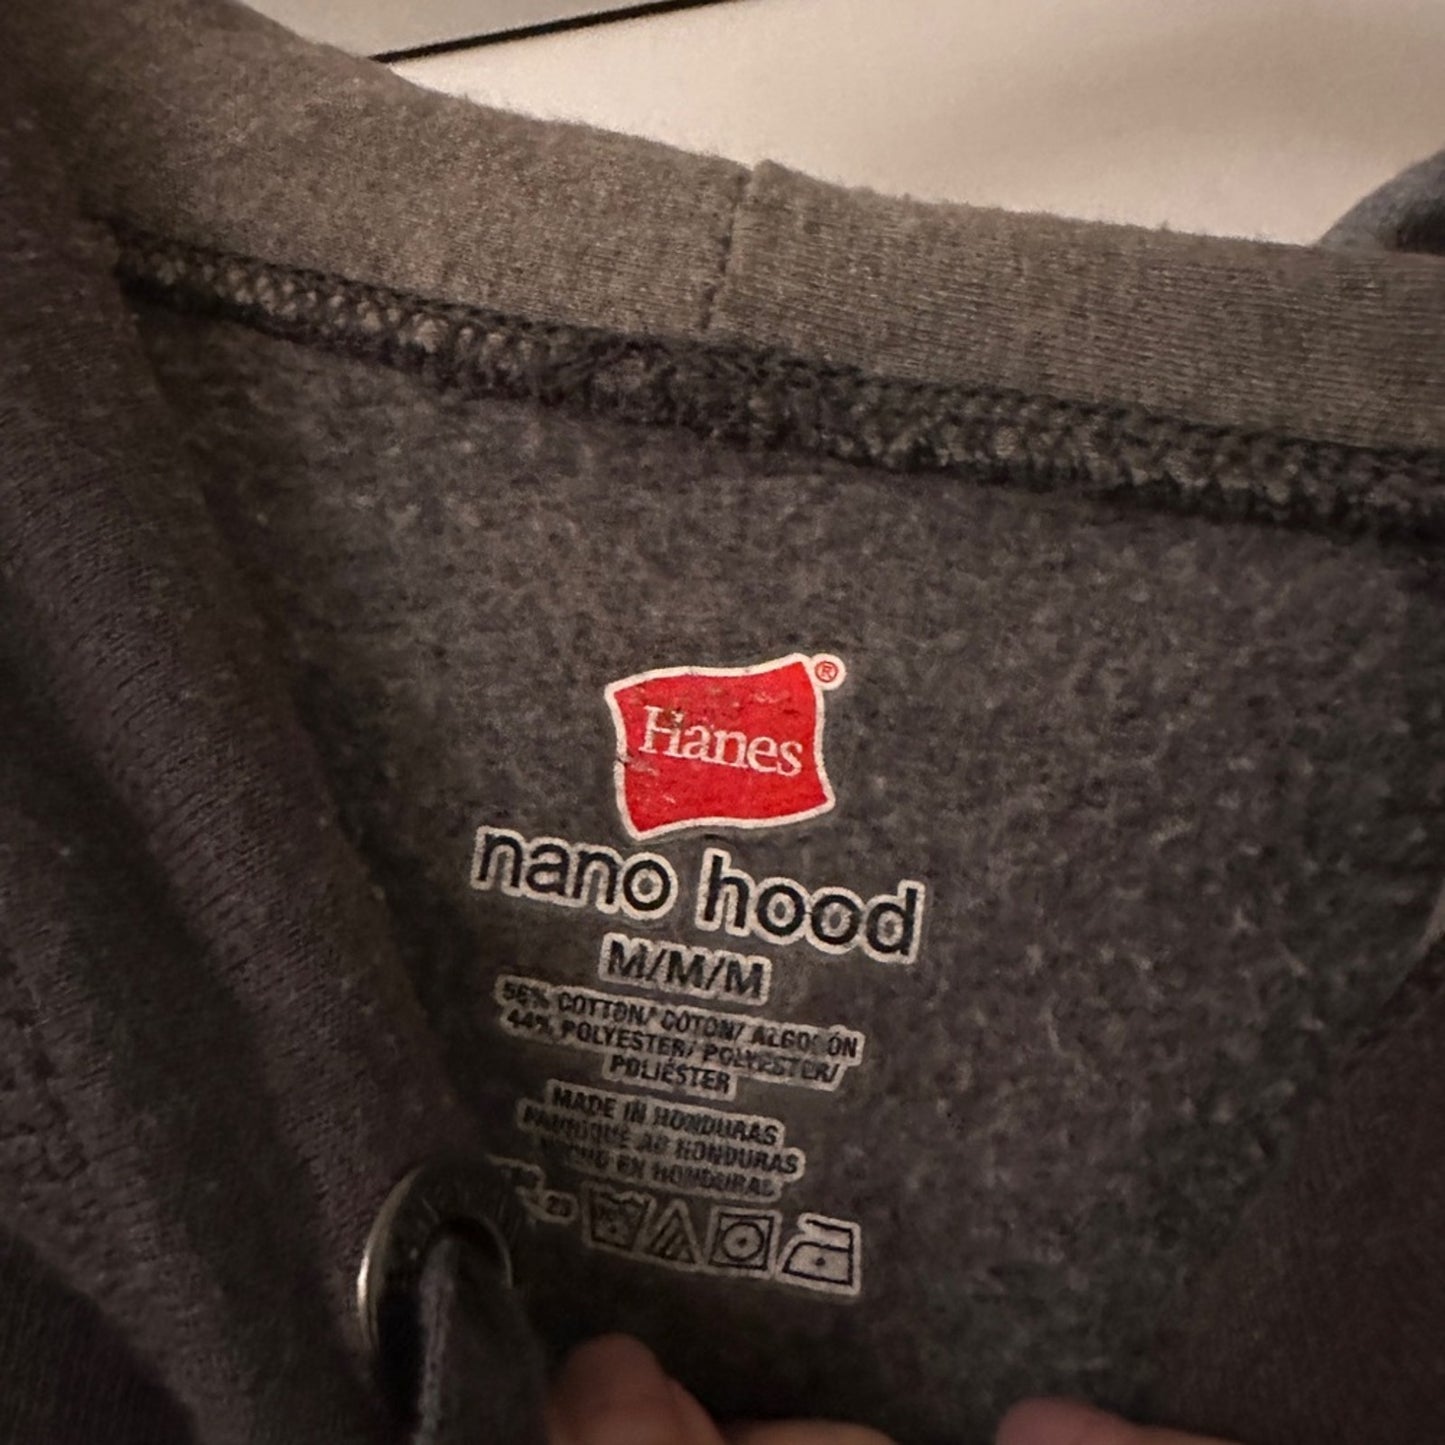 Hanes®
nano hood
M/M/M
56% COTTON/ COTON/ ALGODÓN
44% POLYESTER/ POLYESTER/
POLIÉSTER
MADE IN HONDURAS
FABRIQUÉ AU HONDURAS
HECHO EN HONDURAS